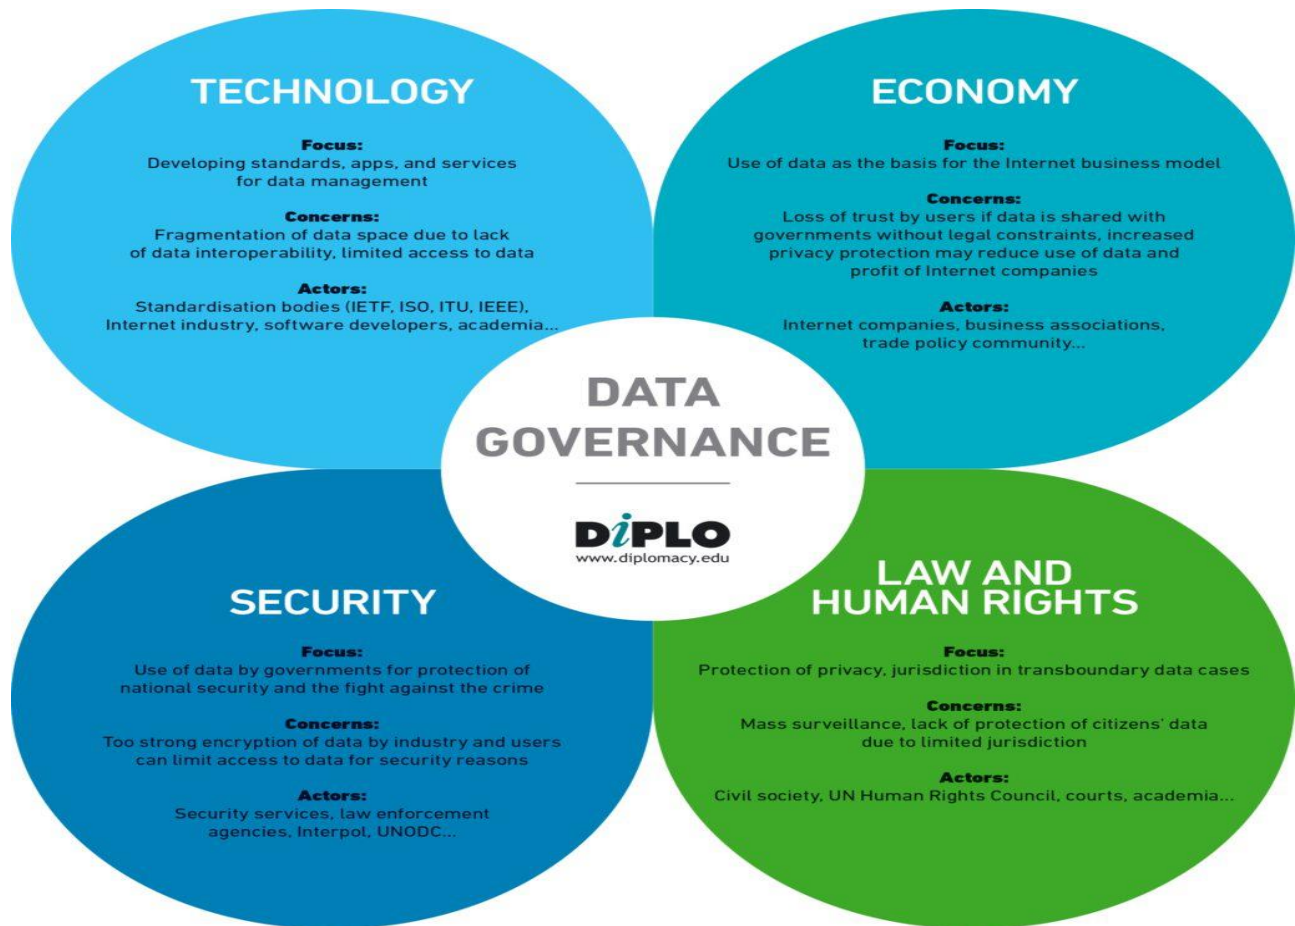 TECHNOLOGY
Focus:
Developing standards, apps, and services
for data management
Concerns:
Fragmentation of data space due to lack
of data interoperability, limited access to data
Actors:
Standardisation bodies (IETF, ISO, ITU, IEEE),
Internet industry, software developers, academia...
ECONOMY
Focus:
Use of data as the basis for the Internet business model
Concerns:
Loss of trust by users if data is shared with
governments without legal constraints, increased
privacy protection may reduce use of data and
profit of Internet companies
Actors:
Internet companies, business associations,
trade policy community...
DATA
GOVERNANCE
DiPLO
www.diplomacy.edu
SECURITY
Focus:
Use of data by governments for protection of
national security and the fight against the crime
Concerns:
Too strong encryption of data by industry and users
can limit access to data for security reasons
Actors:
Security services, law enforcement
agencies, Interpol, UNODC...
LAW AND
HUMAN RIGHTS
Focus:
Protection of privacy, jurisdiction in transboundary data cases
Concerns:
Mass surveillance, lack of protection of citizens' data
due to limited jurisdiction
Actors:
Civil society, UN Human Rights Council, courts, academia...